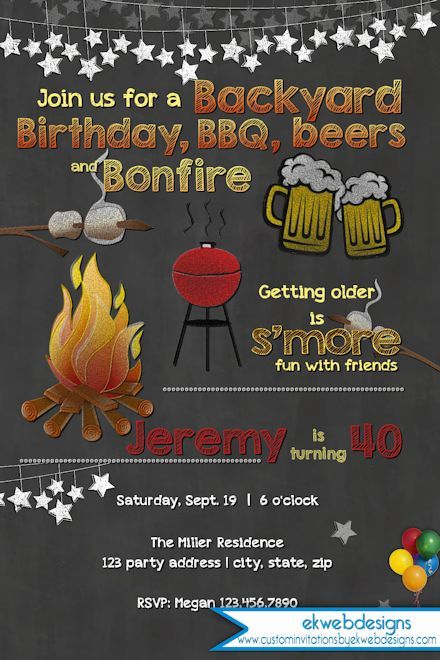 Join us for a Backyard
Birthday, BBQ, beers
and Bonfire
Getting older
is
s'more
fun with friends
Jeremy is turning 40
Saturday, Sept. 19 | 6 o'clock
The Miller Residence
123 party address | city, state, zip
RSVP: Megan 123.456.7890
ekwebdesigns
www.custominvitationsbyekwebdesigns.com